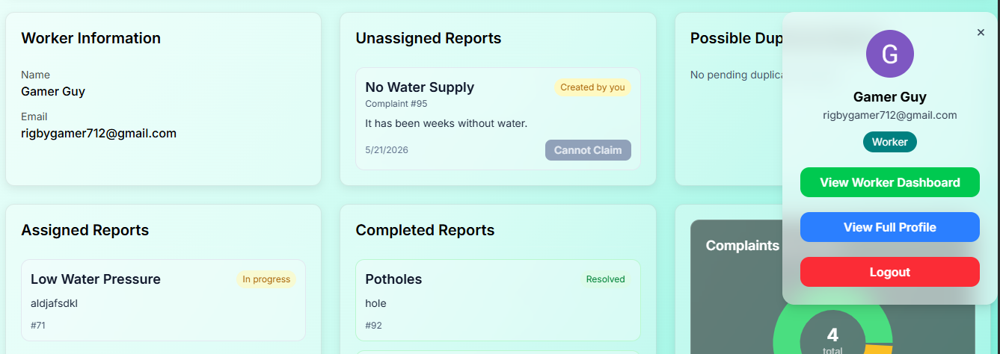 Worker Information
Name
Gamer Guy
Email
rigbygamer712@gmail.com
Unassigned Reports
No Water Supply
Created by you
Complaint #95
It has been weeks without water.
5/21/2026
Cannot Claim
Possible Dup
No pending duplica
×
G
Gamer Guy
rigbygamer712@gmail.com
Worker
View Worker Dashboard
View Full Profile
Logout
Assigned Reports
Low Water Pressure
In progress
aldjafsdkl
#71
Completed Reports
Potholes
Resolved
hole
#92
Complaints
4
total